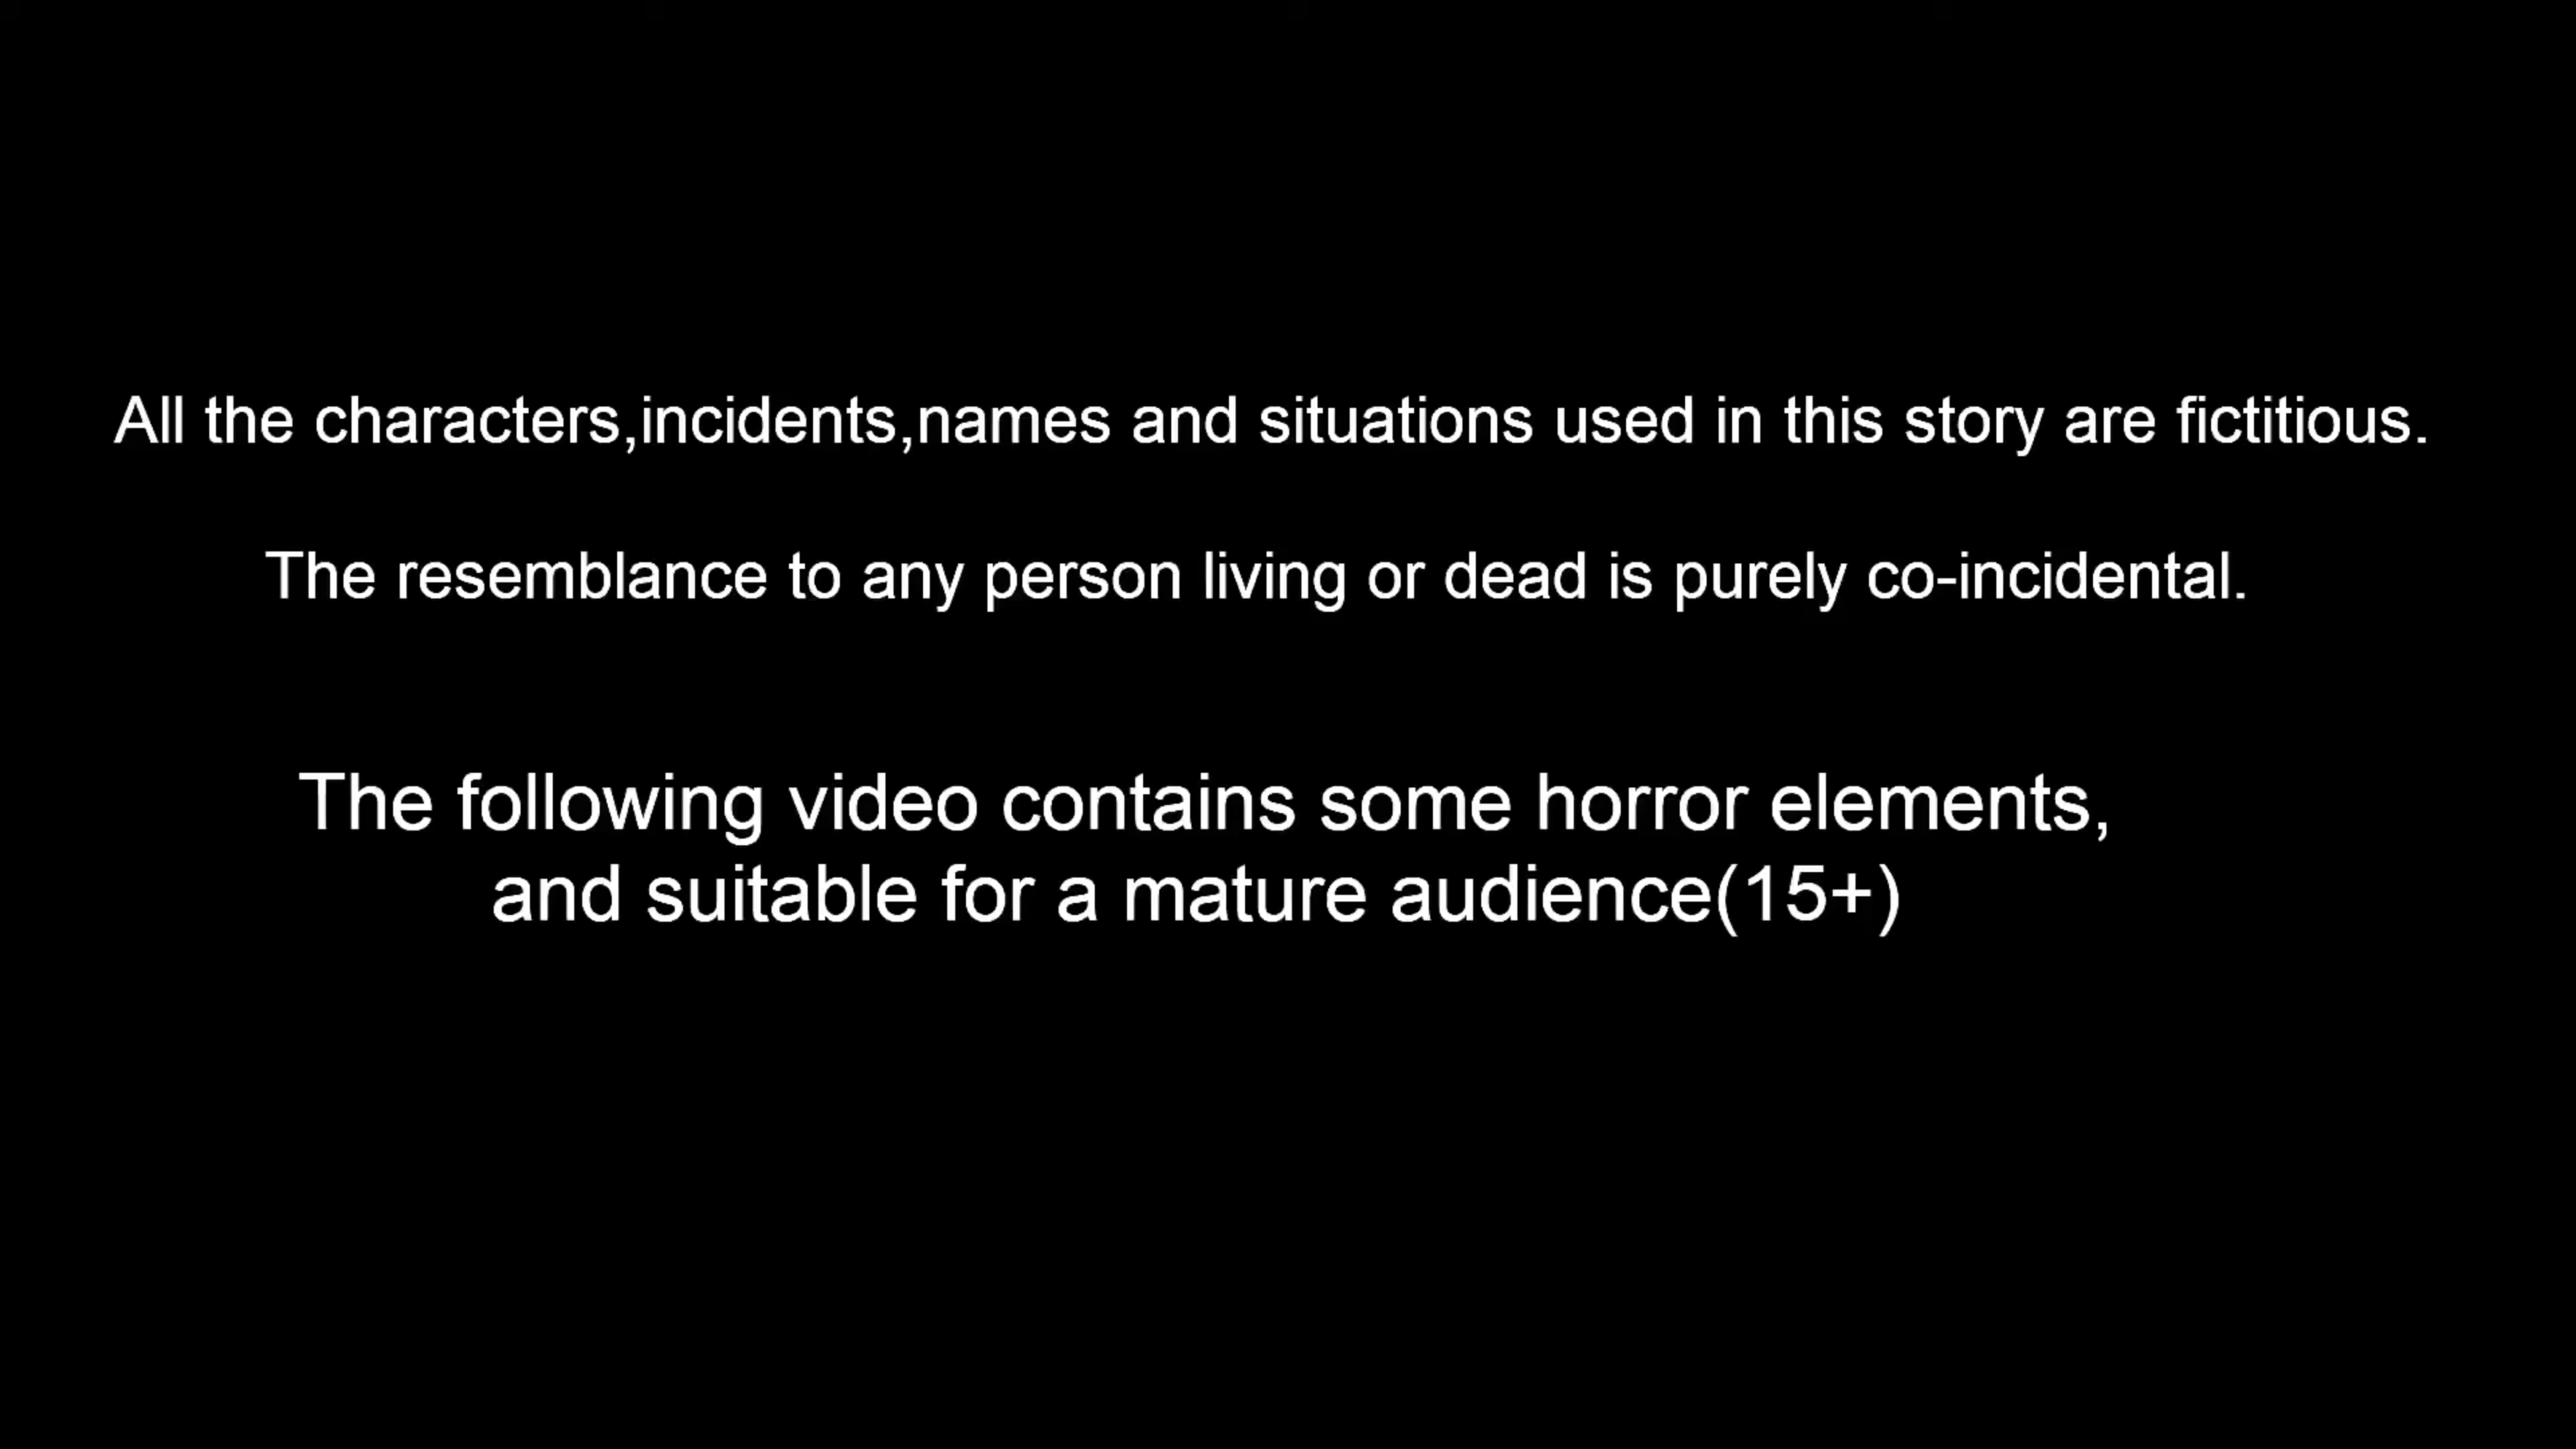 All the characters,incidents,names and situations used in this story are fictitious.
The resemblance to any person living or dead is purely co-incidental.
The following video contains some horror elements,
and suitable for a mature audience(15+)